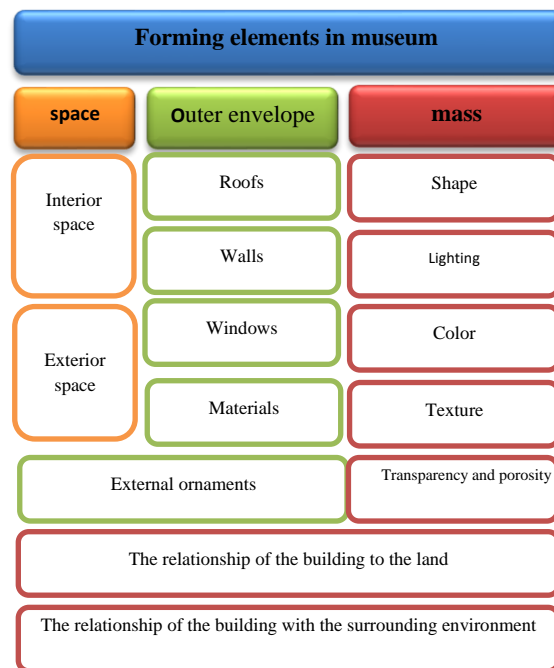 Forming elements in museum
space
Outer envelope
mass
Interior
space
Roofs
Shape
Walls
Lighting
Exterior
space
Windows
Color
Materials
Texture
External ornaments
Transparency and porosity
The relationship of the building to the land
The relationship of the building with the surrounding environment